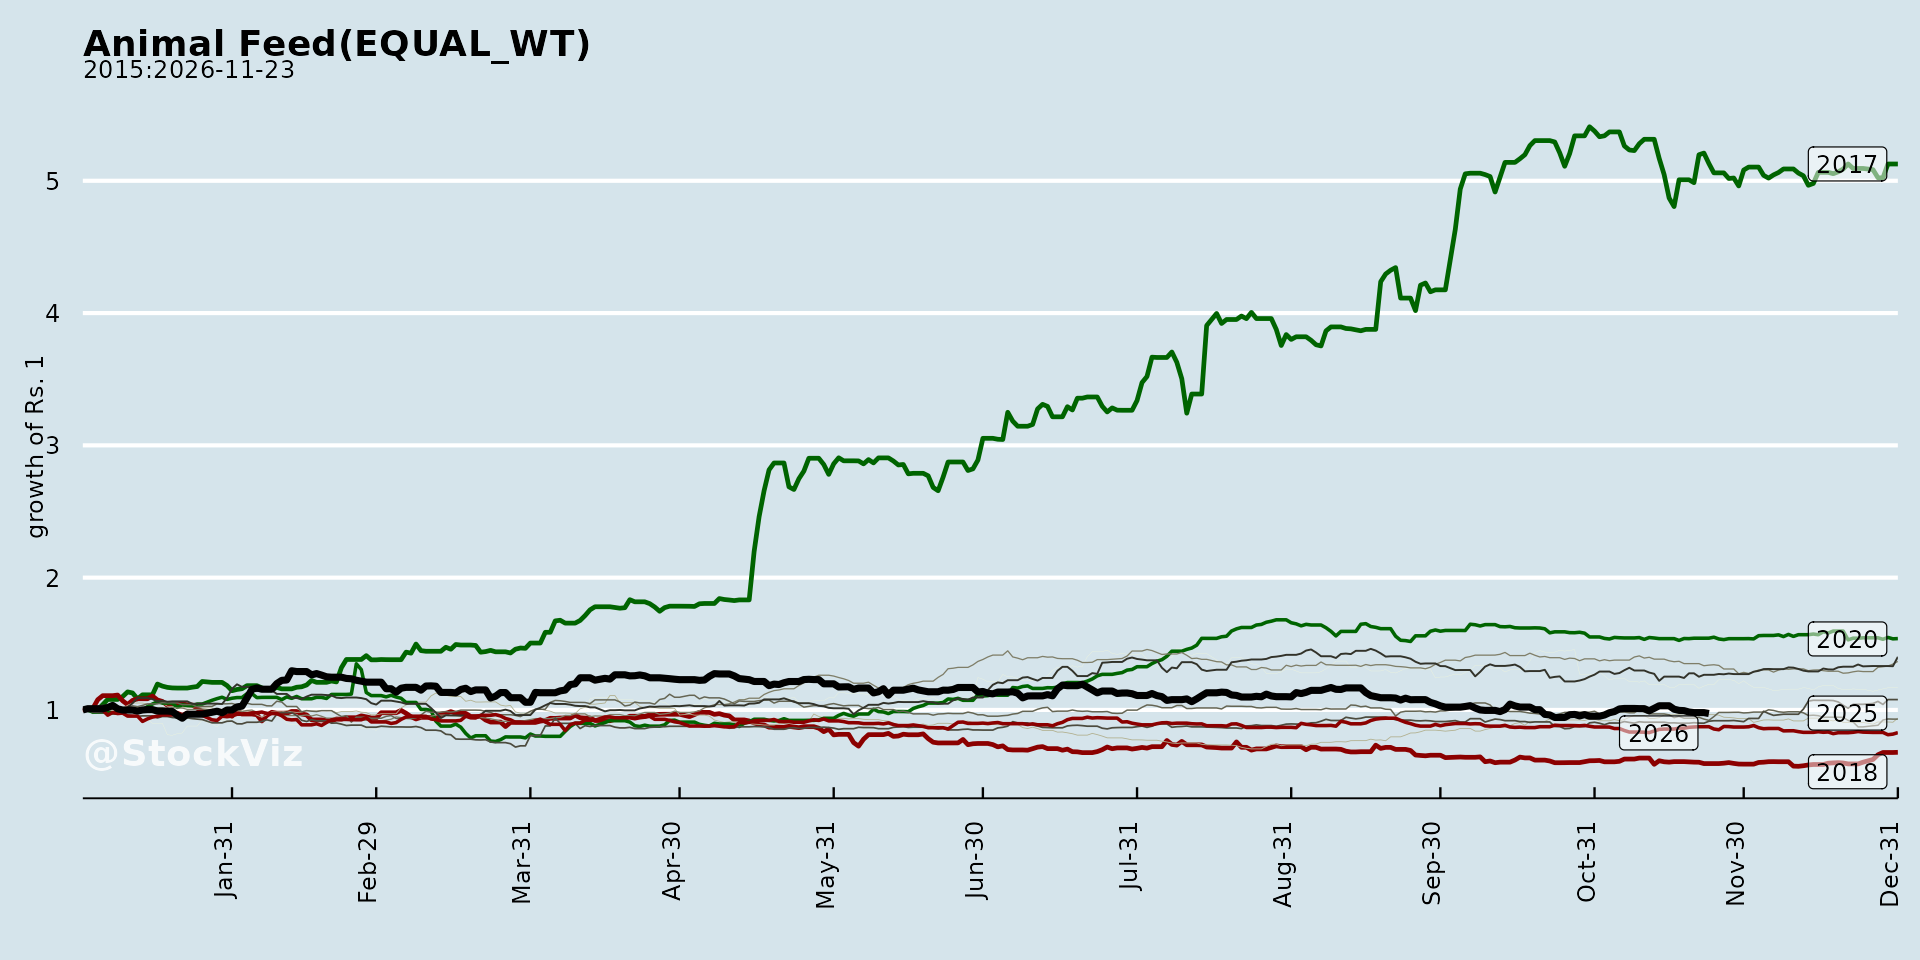 Animal Feed(EQUAL_WT)
2015:2026-11-23
growth of Rs. 1
5
4
3
2
1
2017
2020
2025
2026
2018
@StockViz
Jan-31
Feb-29
Mar-31
Apr-30
May-31
Jun-30
Jul-31
Aug-31
Sep-30
Oct-31
Nov-30
Dec-31